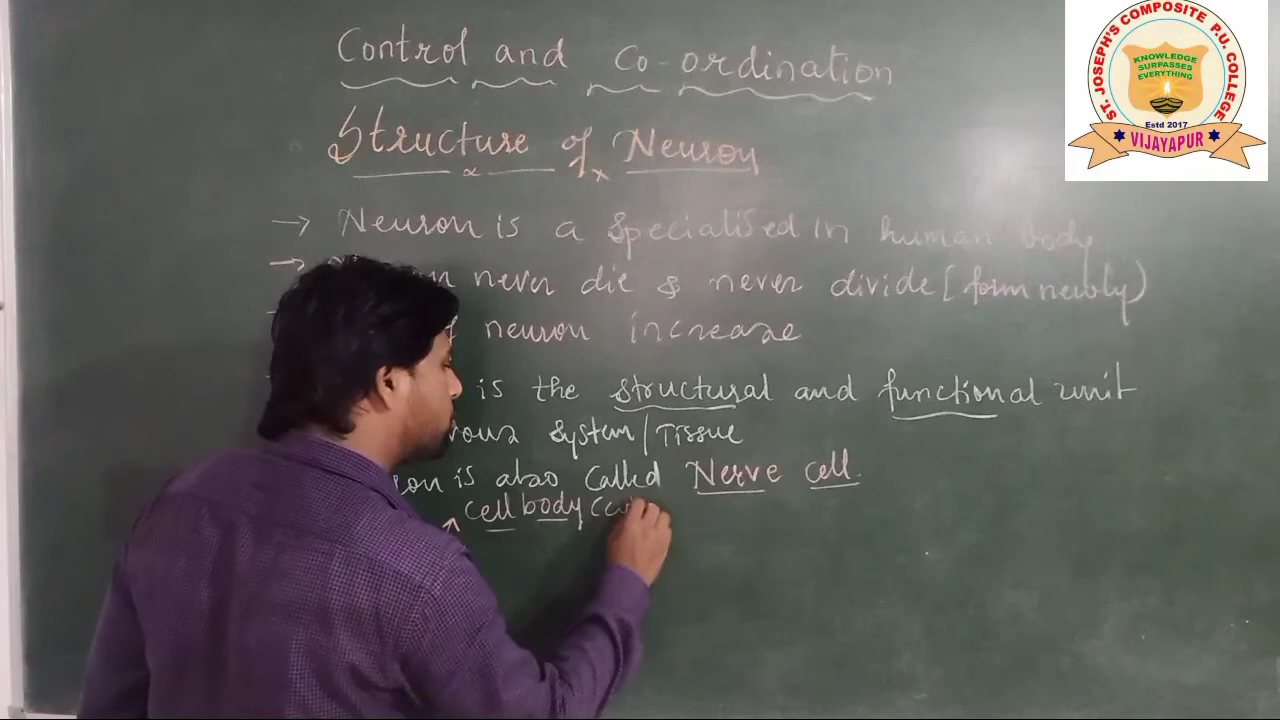 Control and Co-ordination
Structure of Neuron
→ Neuron is a specialised in human body
→ never die & never divide [form newly)
neuron increase
is the structural and functional unit
System/Tissue
is also called Nerve cell.
cell body (
ST. JOSEPH'S COMPOSITE P.U. COLLEGE
KNOWLEDGE
SURPASSES
EVERYTHING
Estd 2017
VIJAYAPUR